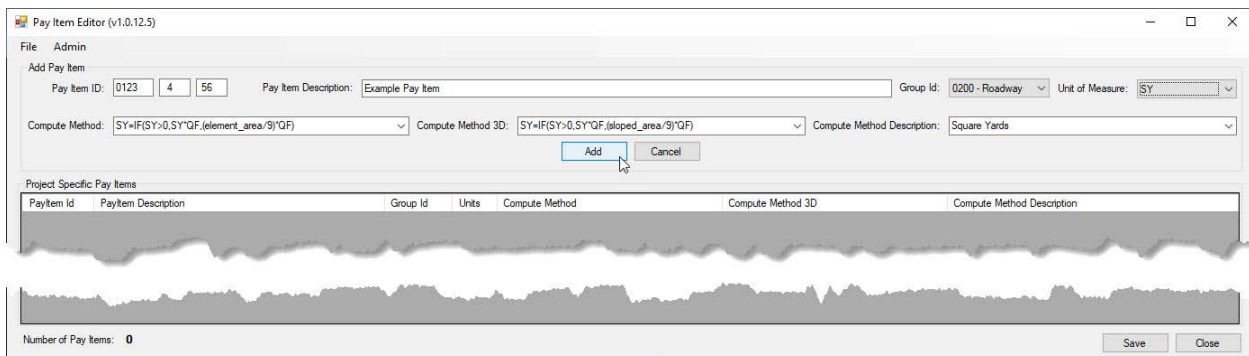 Pay Item Editor (v1.0.12.5)
File Admin
Add Pay Item
Pay Item ID: 0123 4 56 Pay Item Description: Example Pay Item Group Id: 0200 - Roadway Unit of Measure: SY
Compute Method: SY=IF(SY>0,SY*QF,(element_area/9)*QF) Compute Method 3D: SY=IF(SY>0,SY*QF,(sloped_area/9)*QF) Compute Method Description: Square Yards
Add Cancel
Project Specific Pay Items
PayItem Id PayItem Description Group Id Units Compute Method Compute Method 3D Compute Method Description
Number of Pay Items: 0 Save Close